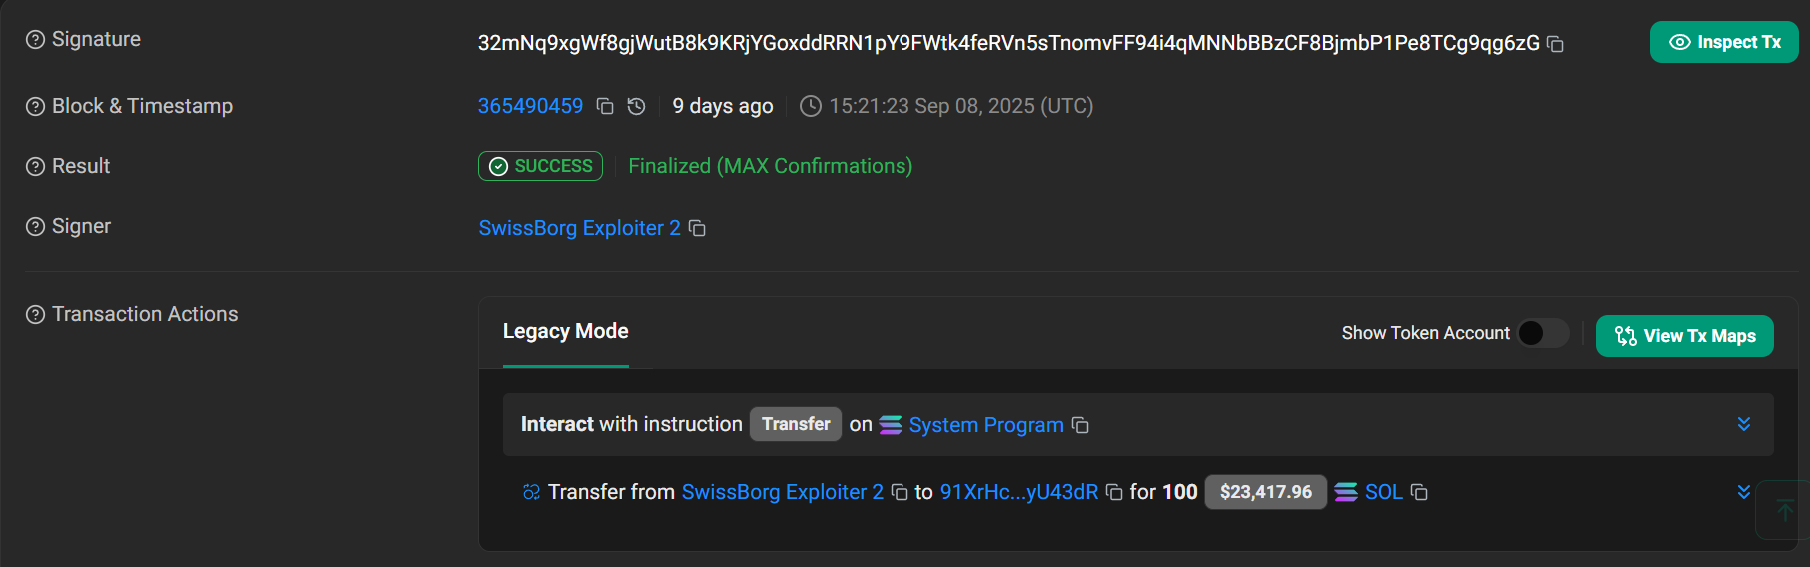 Signature
32mNq9xgWf8gjWutB8k9KRjYGoxddRRN1pY9FWtk4feRVn5sTnomvFF94i4qMNNbBBzCF8BjmbP1Pe8TCg9qg6zG
Inspect Tx
Block & Timestamp
365490459 9 days ago 15:21:23 Sep 08, 2025 (UTC)
Result
SUCCESS Finalized (MAX Confirmations)
Signer
SwissBorg Exploiter 2
Transaction Actions
Legacy Mode
Show Token Account
View Tx Maps
Interact with instruction Transfer on System Program
Transfer from SwissBorg Exploiter 2 to 91XrHc...yU43dR for 100 $23,417.96 SOL